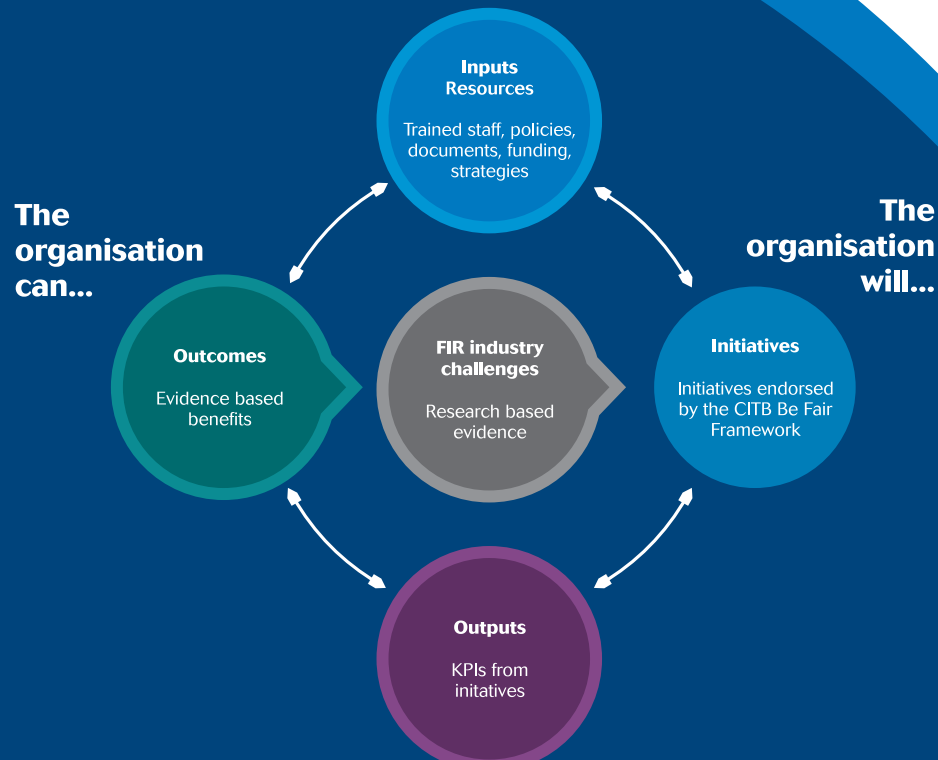 Inputs
Resources
Trained staff, policies,
documents, funding,
strategies
The
organisation
can...
The
organisation
will...
Outcomes
Evidence based
benefits
FIR industry
challenges
Research based
evidence
Initiatives
Initiatives endorsed
by the CITB Be Fair
Framework
Outputs
KPIs from
initatives